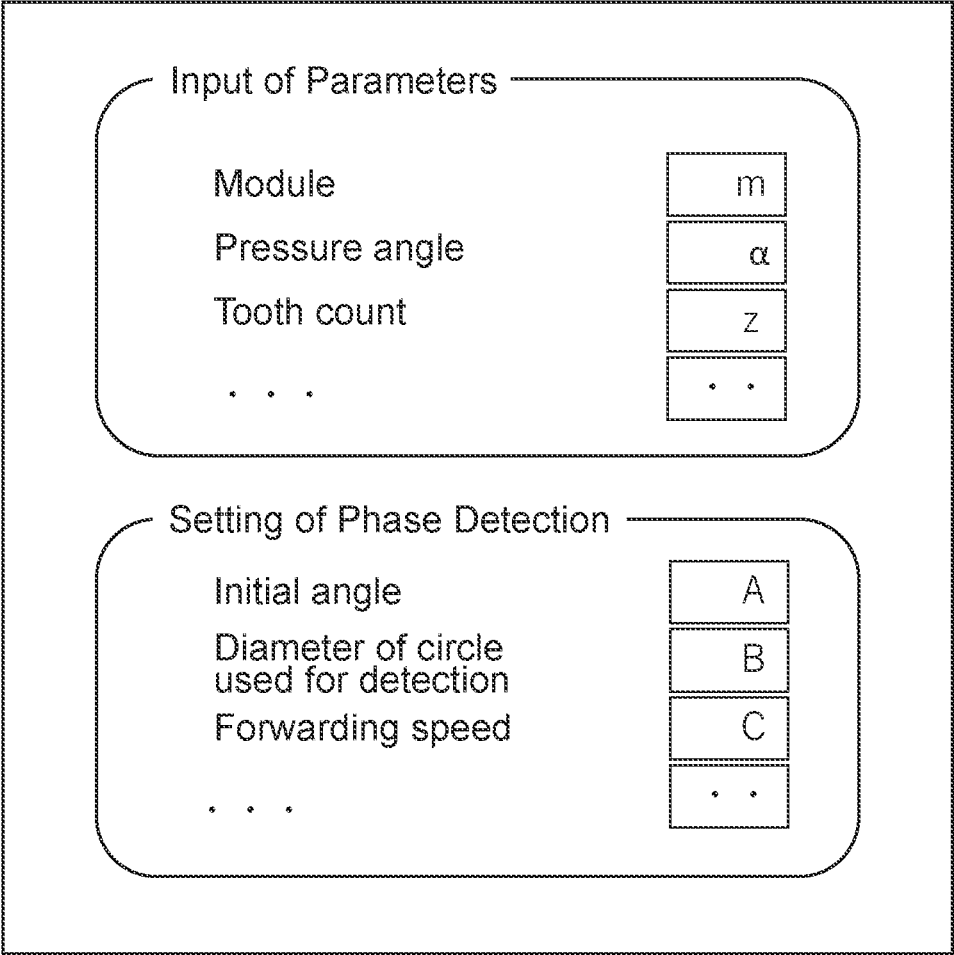 Input of Parameters
Module m
Pressure angle α
Tooth count z
. . . . .
Setting of Phase Detection
Initial angle A
Diameter of circle
used for detection B
Forwarding speed C
. . . . .